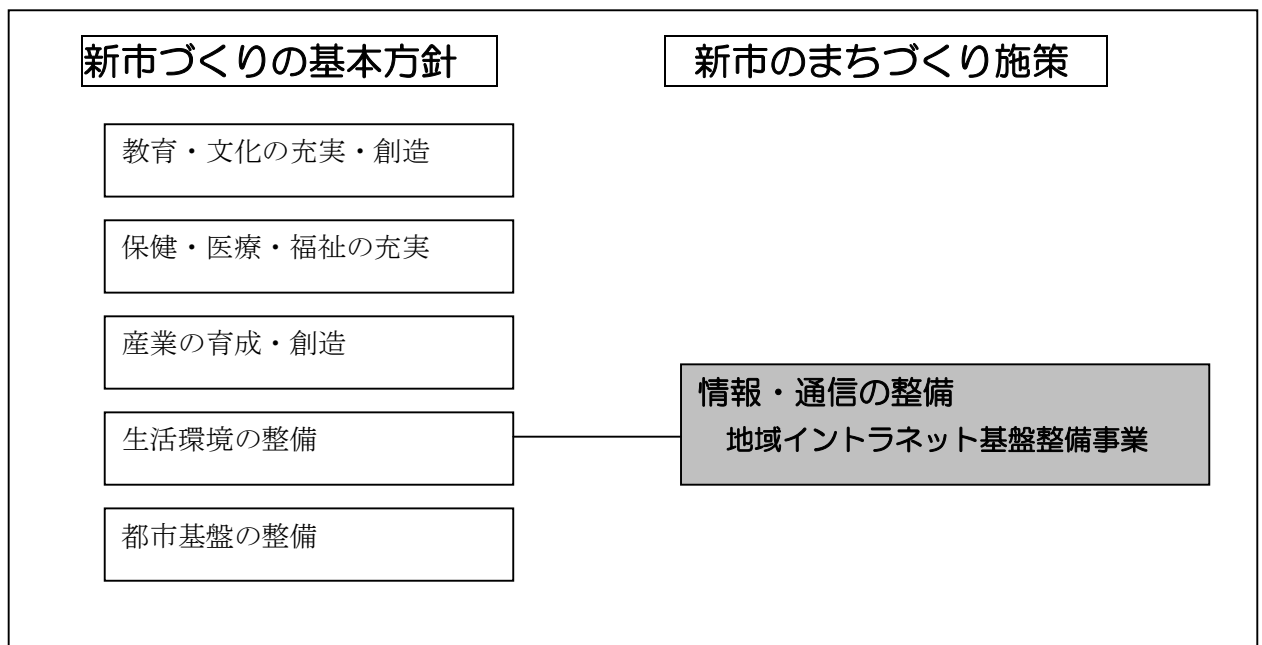 新市づくりの基本方針
新市のまちづくり施策
教育・文化の充実・創造
保健・医療・福祉の充実
産業の育成・創造
生活環境の整備
都市基盤の整備
情報・通信の整備
地域イントラネット基盤整備事業